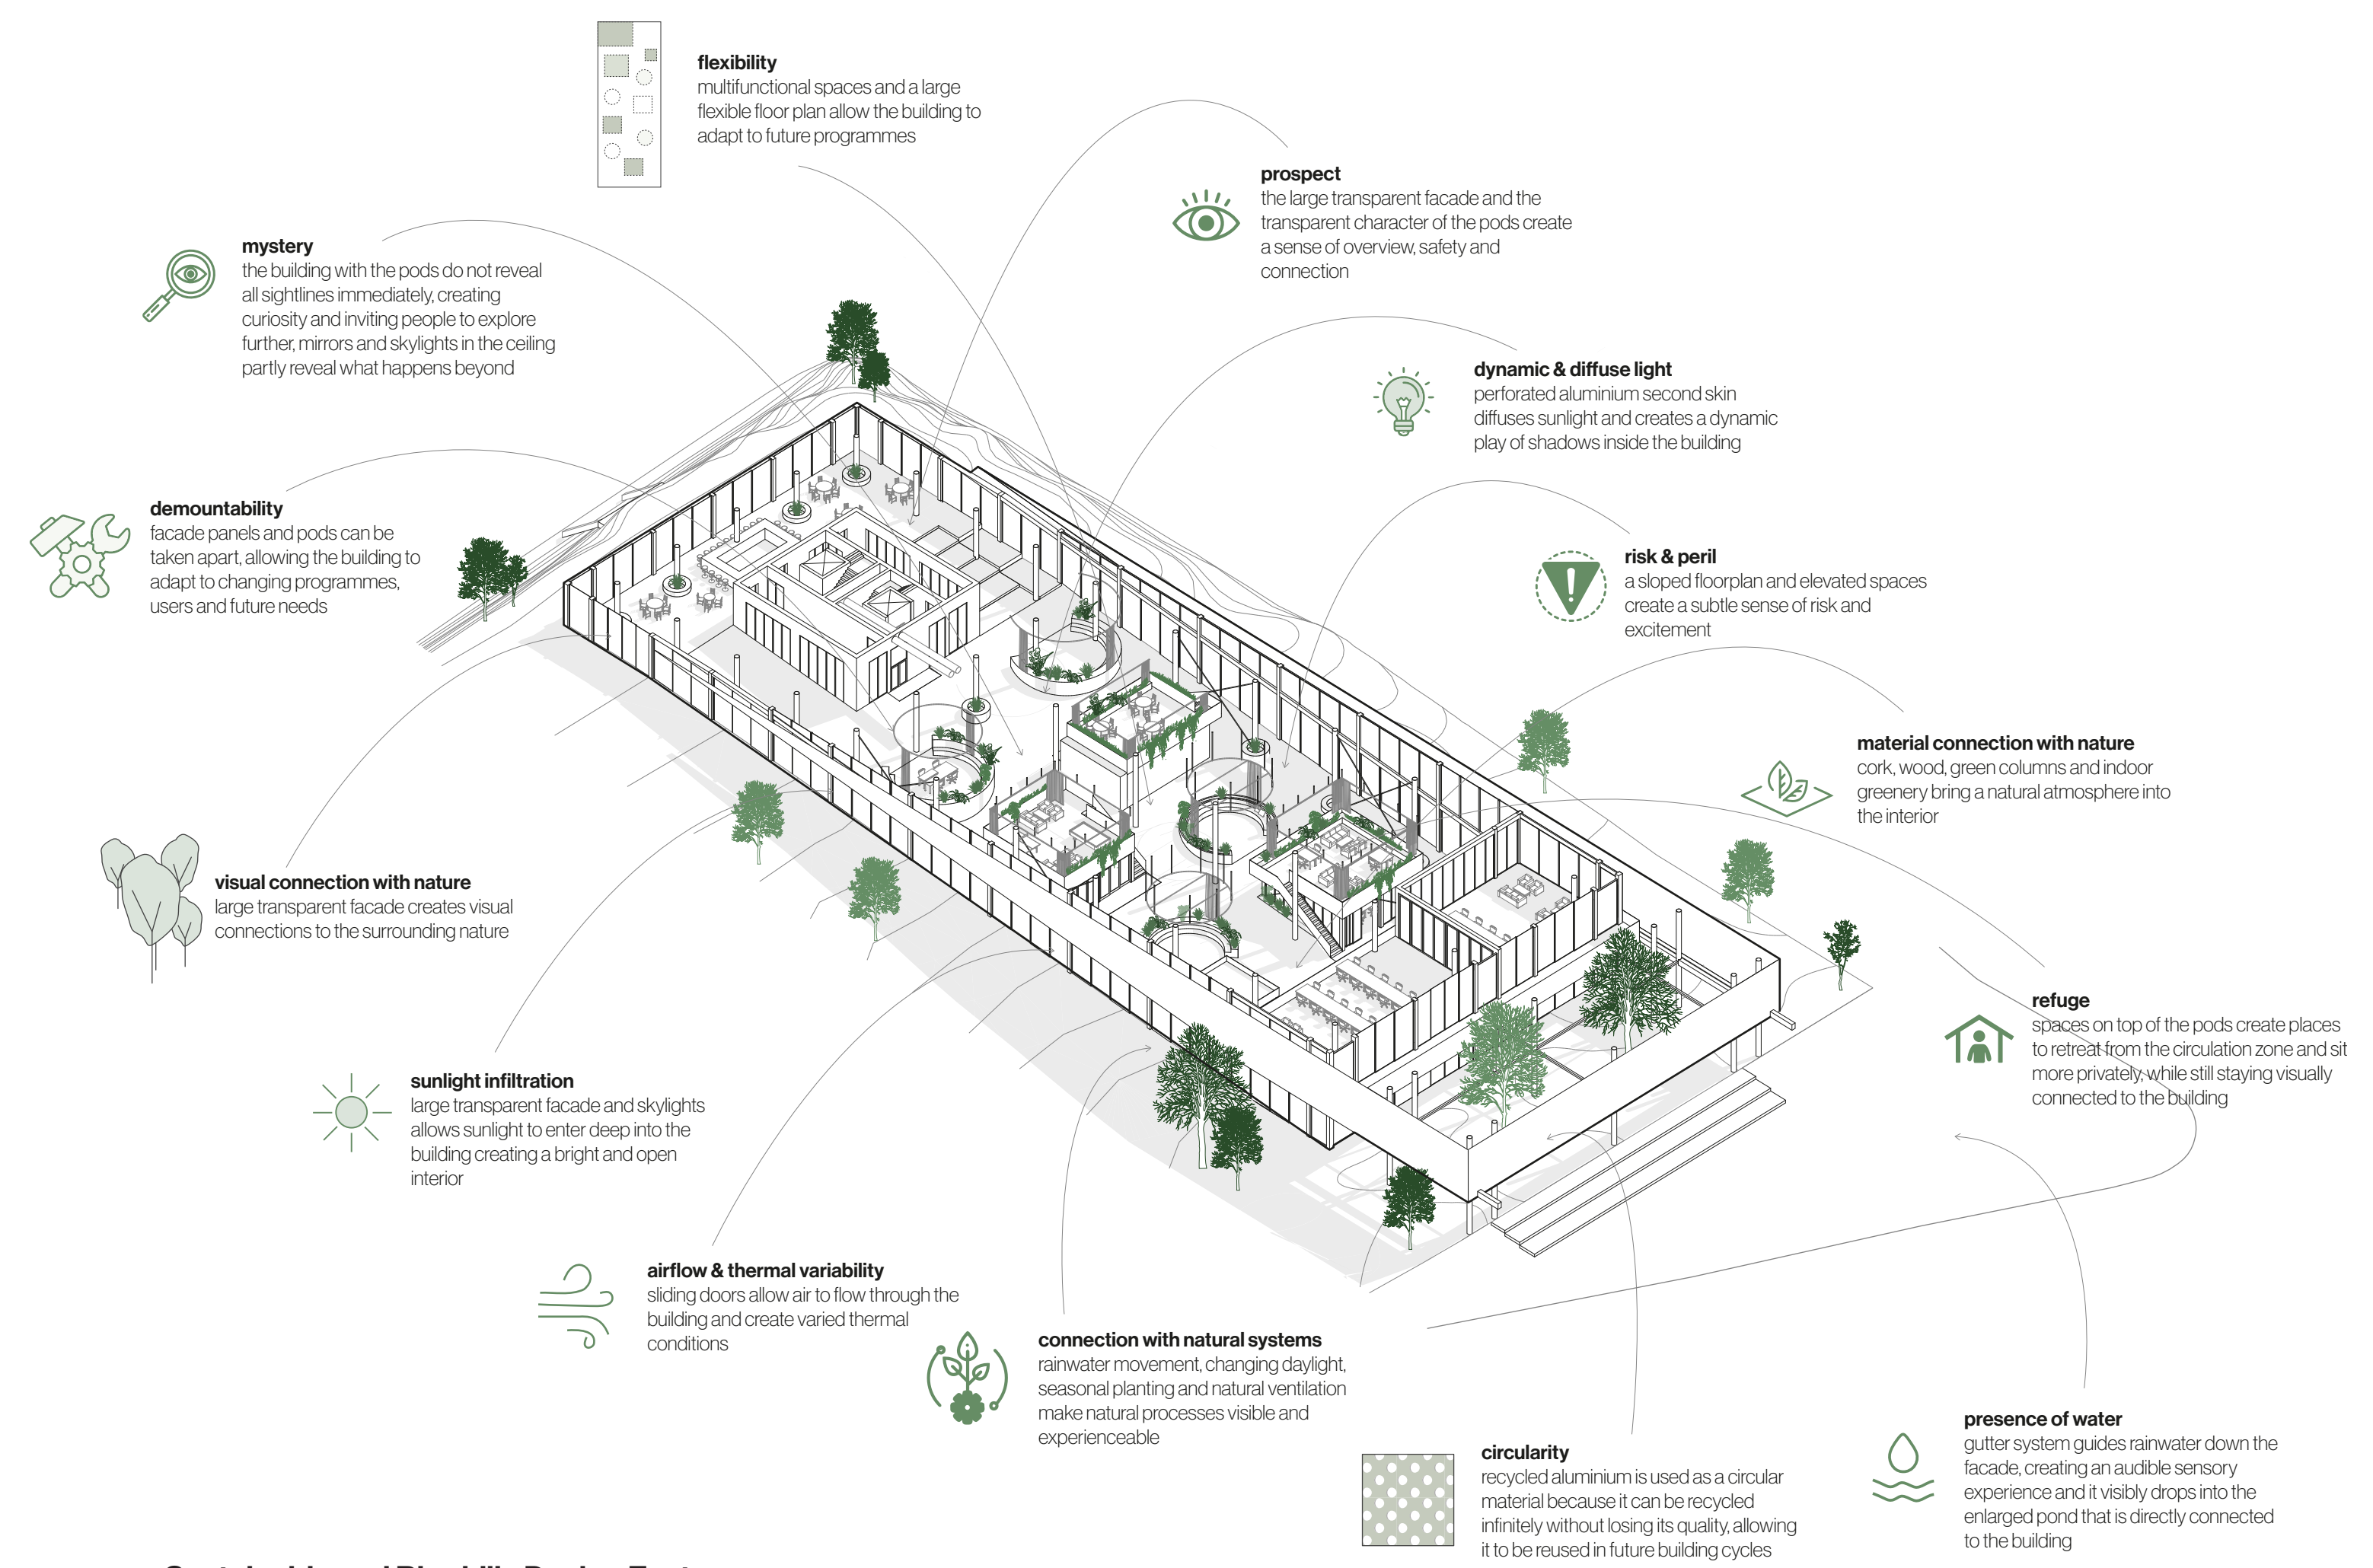 flexibility
multifunctional spaces and a large
flexible floor plan allow the building to
adapt to future programmes
prospect
the large transparent facade and the
transparent character of the pods create
a sense of overview, safety and
connection
mystery
the building with the pods do not reveal
all sightlines immediately, creating
curiosity and inviting people to explore
further, mirrors and skylights in the ceiling
partly reveal what happens beyond
dynamic & diffuse light
perforated aluminium second skin
diffuses sunlight and creates a dynamic
play of shadows inside the building
demountability
facade panels and pods can be
taken apart, allowing the building to
adapt to changing programmes,
users and future needs
risk & peril
a sloped floorplan and elevated spaces
create a subtle sense of risk and
excitement
material connection with nature
cork, wood, green columns and indoor
greenery bring a natural atmosphere into
the interior
visual connection with nature
large transparent facade creates visual
connections to the surrounding nature
refuge
spaces on top of the pods create places
to retreat from the circulation zone and sit
more privately, while still staying visually
connected to the building
sunlight infiltration
large transparent facade and skylights
allows sunlight to enter deep into the
building creating a bright and open
interior
airflow & thermal variability
sliding doors allow air to flow through the
building and create varied thermal
conditions
connection with natural systems
rainwater movement, changing daylight,
seasonal planting and natural ventilation
make natural processes visible and
experienceable
circularity
recycled aluminium is used as a circular
material because it can be recycled
infinitely without losing its quality, allowing
it to be reused in future building cycles
presence of water
gutter system guides rainwater down the
facade, creating an audible sensory
experience and it visibly drops into the
enlarged pond that is directly connected
to the building